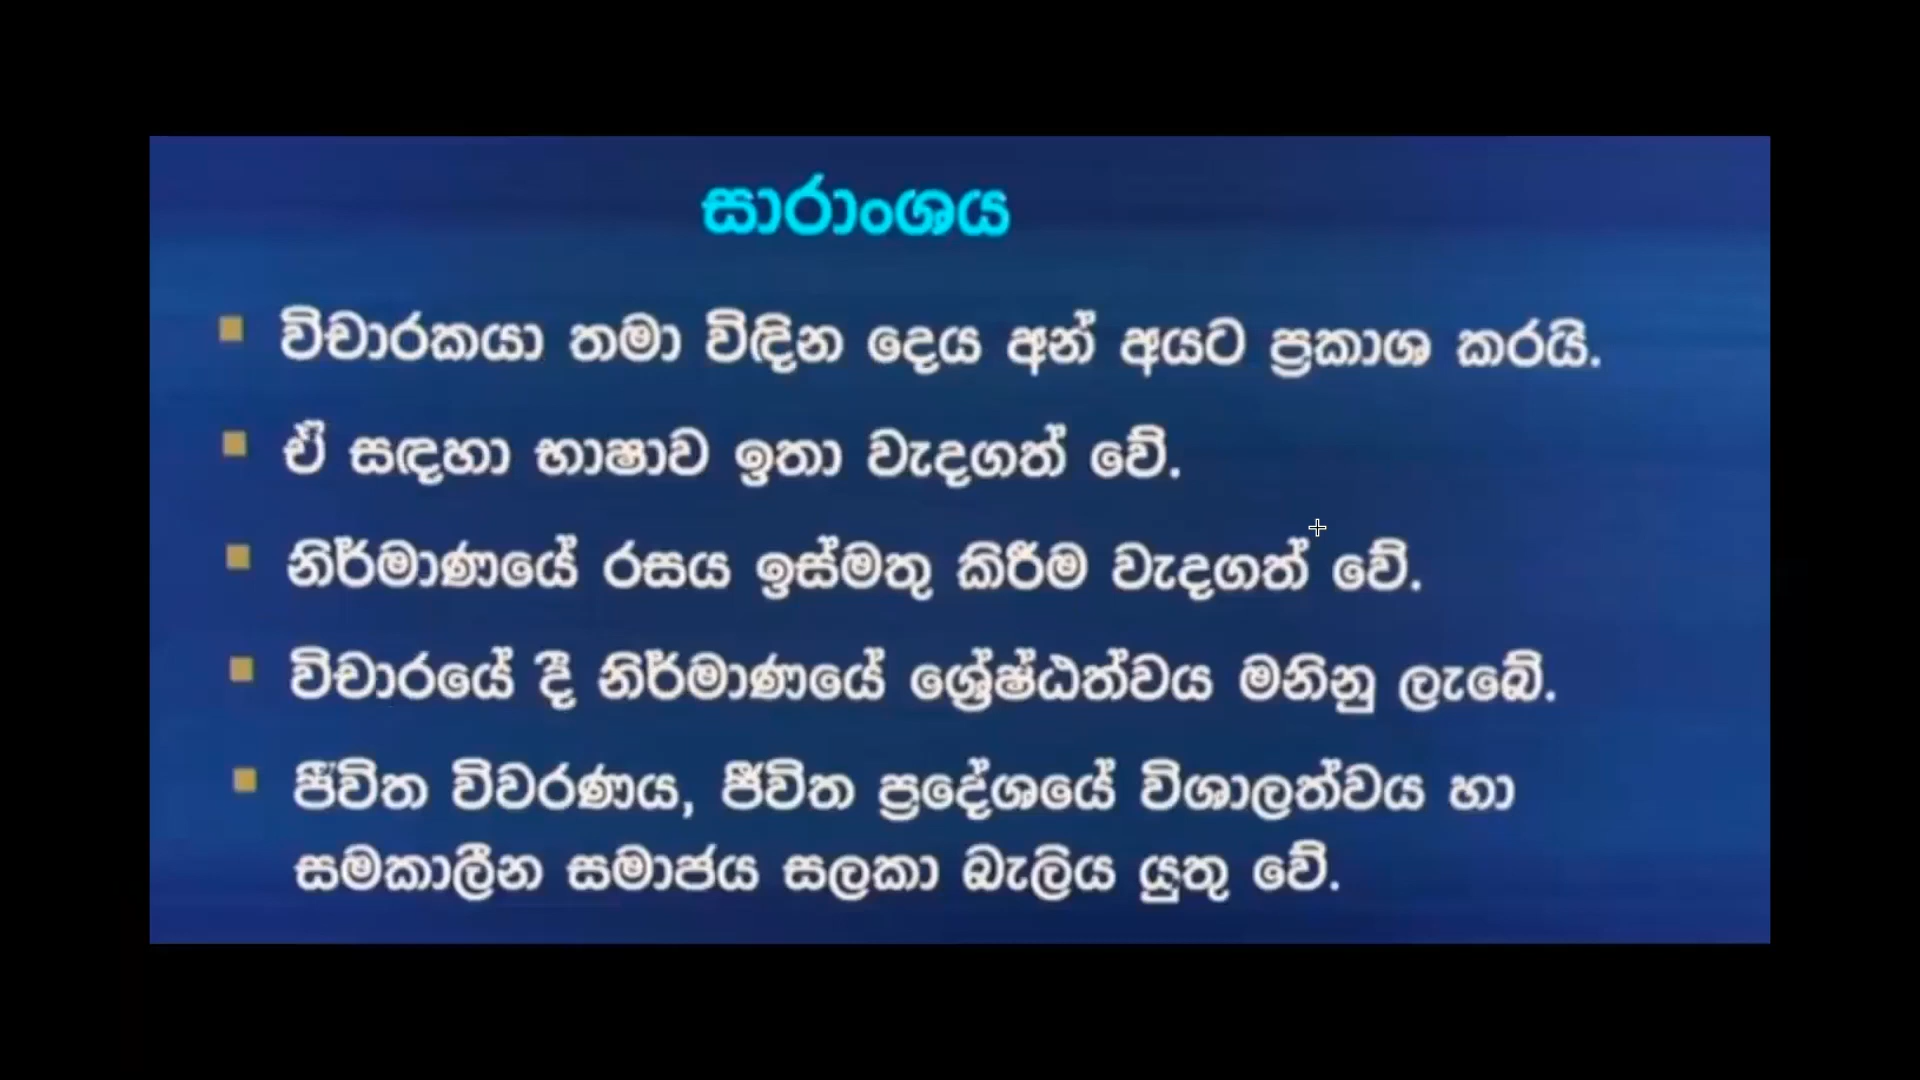 සාරාංශය
▪ විචාරකයා තමා විඳින දෙය අන් අයට ප්‍රකාශ කරයි.
▪ ඒ සඳහා භාෂාව ඉතා වැදගත් වේ.
▪ නිර්මාණයේ රසය ඉස්මතු කිරීම වැදගත් වේ.
▪ විචාරයේ දී නිර්මාණයේ ශ්‍රේෂ්ඨත්වය මනිනු ලැබේ.
▪ ජීවිත විවරණය, ජීවිත ප්‍රදේශයේ විශාලත්වය හා
සමකාලීන සමාජය සලකා බැලිය යුතු වේ.